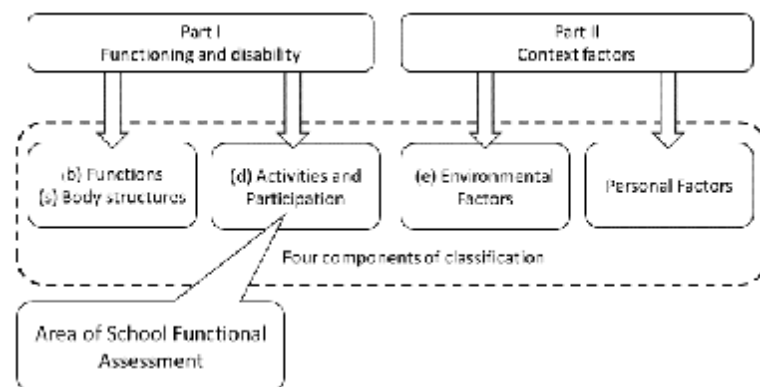 Part I
Functioning and disability
Part II
Context factors
(b) Functions
(s) Body structures
(d) Activities and
Participation
(e) Environmental
Factors
Personal Factors
Four components of classification
Area of School Functional
Assessment